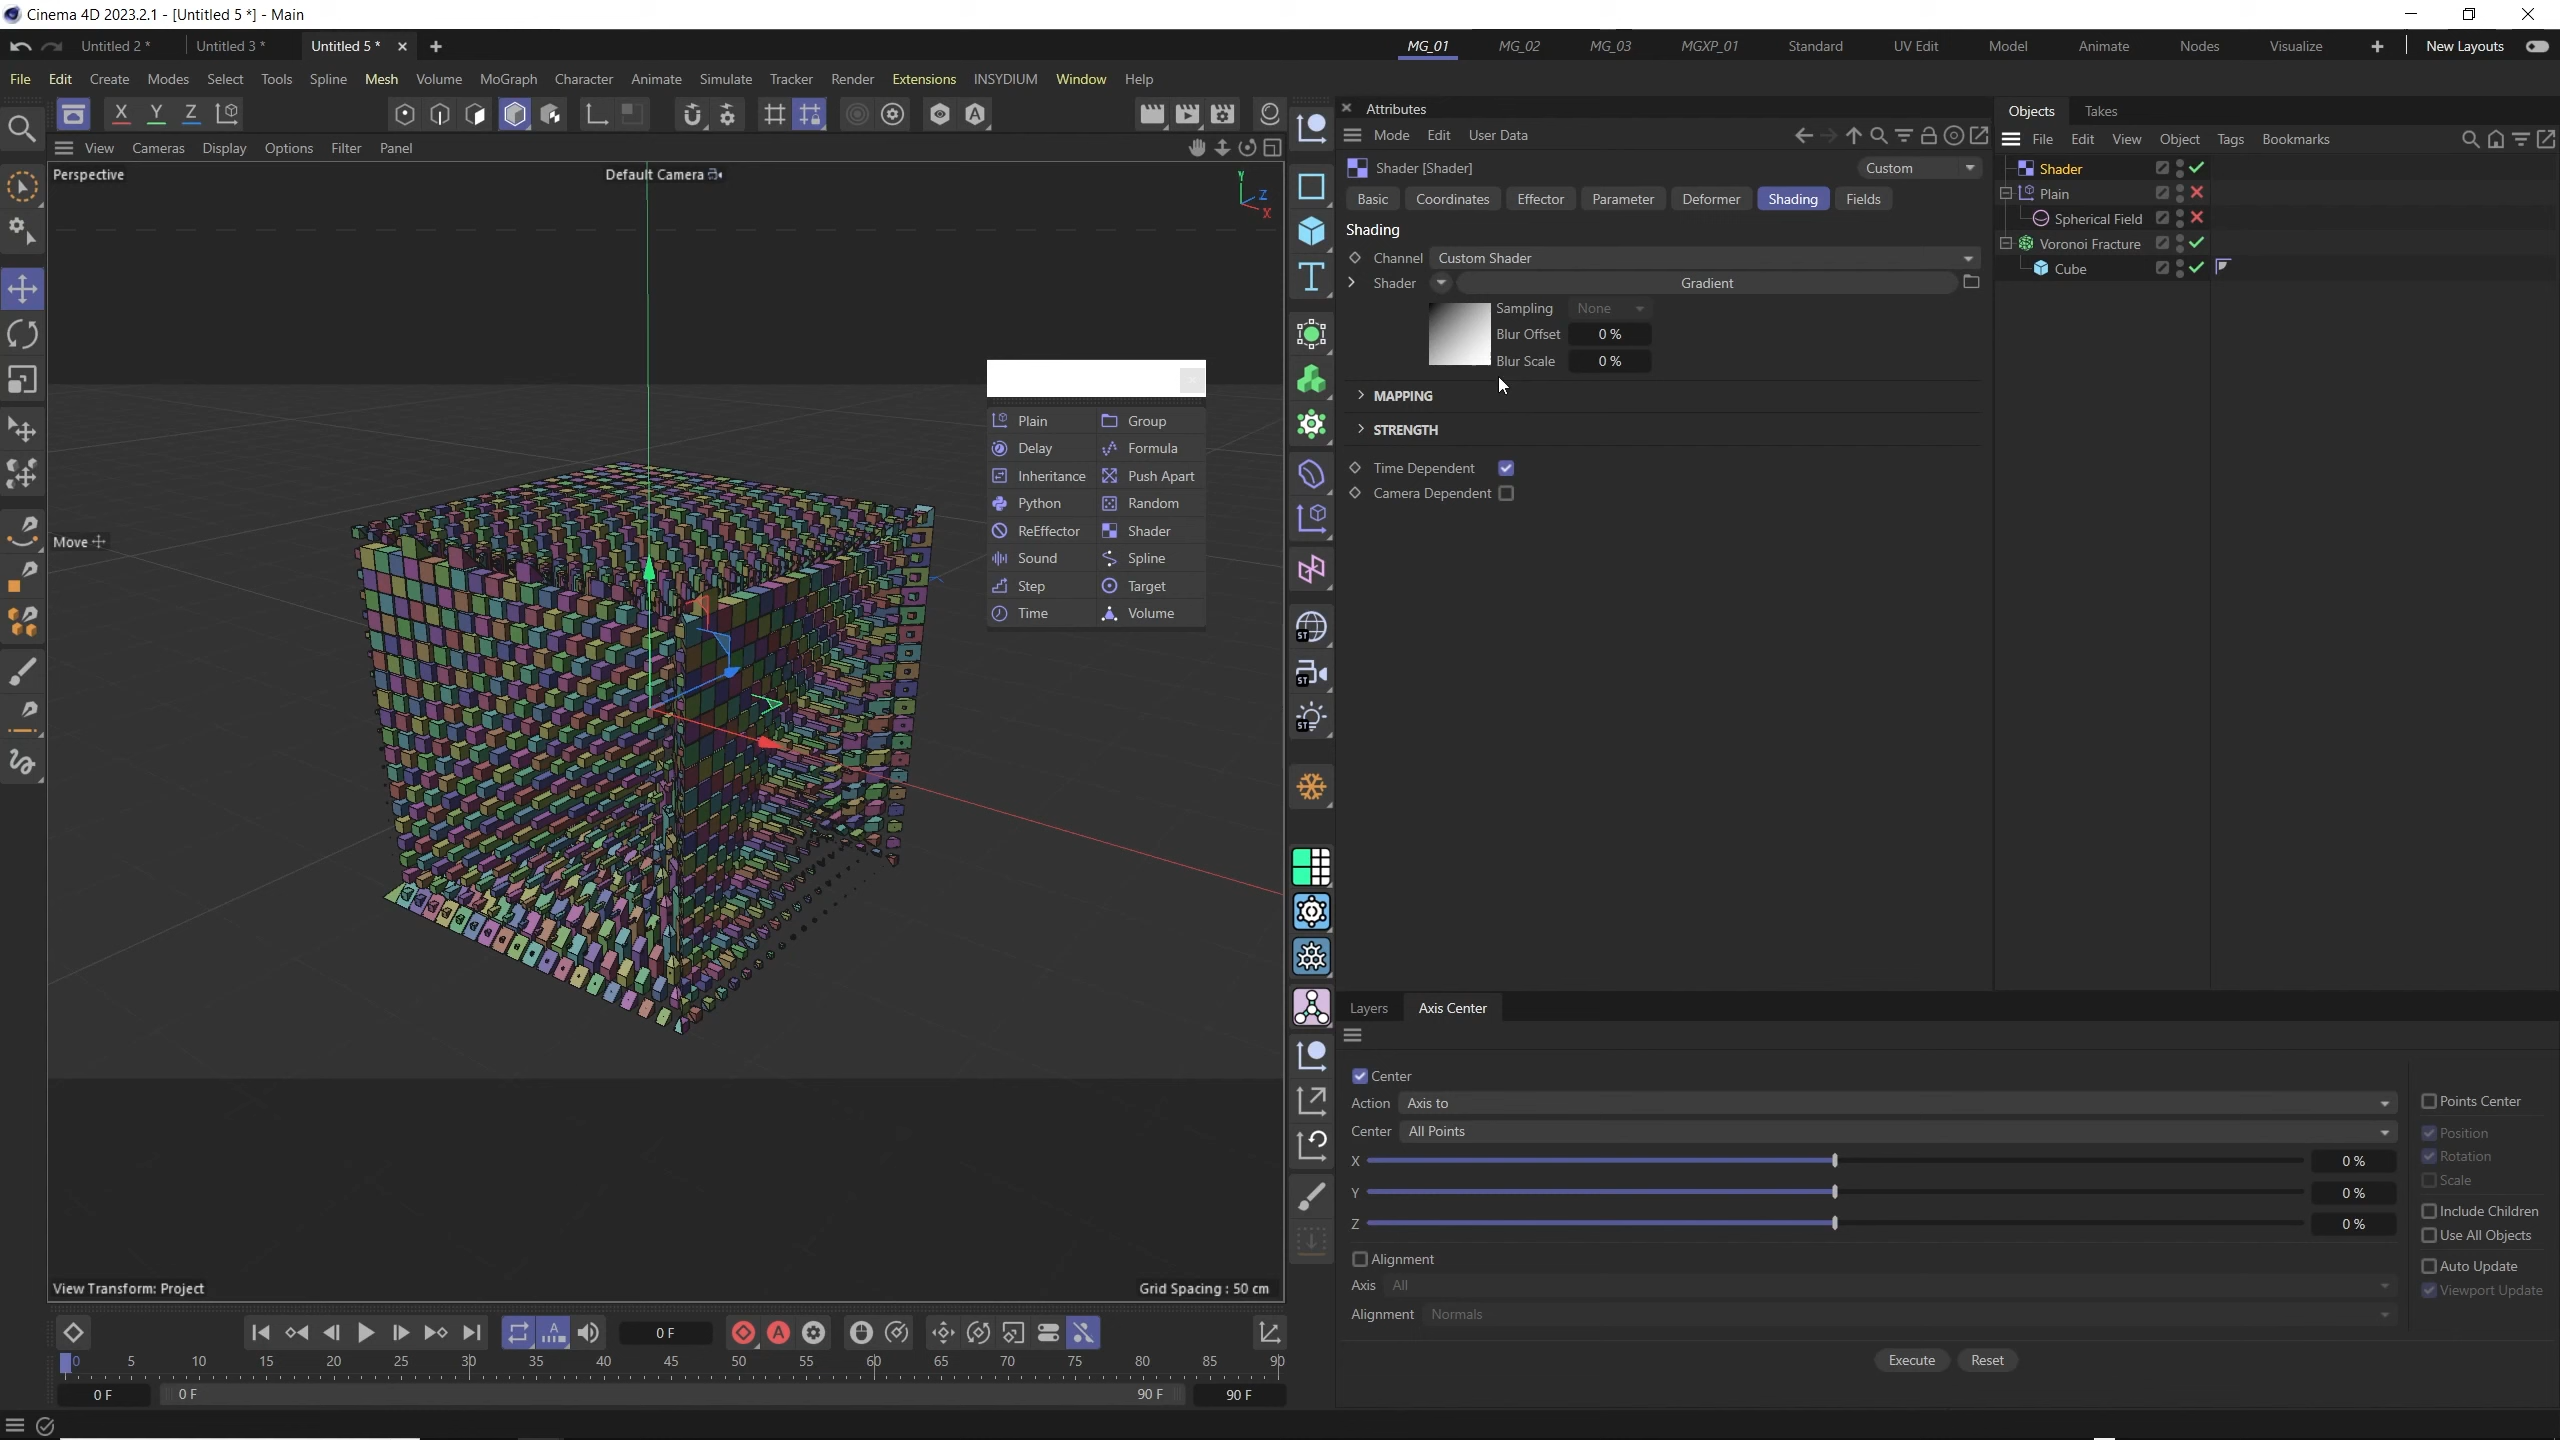 Cinema 4D 2023.2.1 - [Untitled 5 *] - Main
Untitled 2 *
Untitled 3 *
Untitled 5 *
MG_01
MG_02
MG_03
MGXP_01
Standard
UV Edit
Model
Animate
Nodes
Visualize
New Layouts
File Edit Create Modes Select Tools Spline Mesh Volume MoGraph Character Animate Simulate Tracker Render Extensions INSYDIUM Window Help
X Y Z
View Cameras Display Options Filter Panel
Perspective
Default Camera
Y
Z
X
Move
Plain Group
Delay Formula
Inheritance Push Apart
Python Random
ReEffector Shader
Sound Spline
Step Target
Time Volume
View Transform: Project
Grid Spacing : 50 cm
0 F
0 5 10 15 20 25 30 35 40 45 50 55 60 65 70 75 80 85 90
0 F
0 F
90 F
90 F
ST
ST
ST
Attributes
Mode Edit User Data
Shader [Shader]
Custom
Basic Coordinates Effector Parameter Deformer Shading Fields
Shading
Channel Custom Shader
Shader Gradient
Sampling None
Blur Offset 0 %
Blur Scale 0 %
MAPPING
STRENGTH
Time Dependent
Camera Dependent
Objects Takes
File Edit View Object Tags Bookmarks
Shader
Plain
Spherical Field
Voronoi Fracture
Cube
Layers Axis Center
Center
Action Axis to
Center All Points
X 0 %
Y 0 %
Z 0 %
Alignment
Axis All
Alignment Normals
Points Center
Position
Rotation
Scale
Include Children
Use All Objects
Auto Update
Viewport Update
Execute Reset